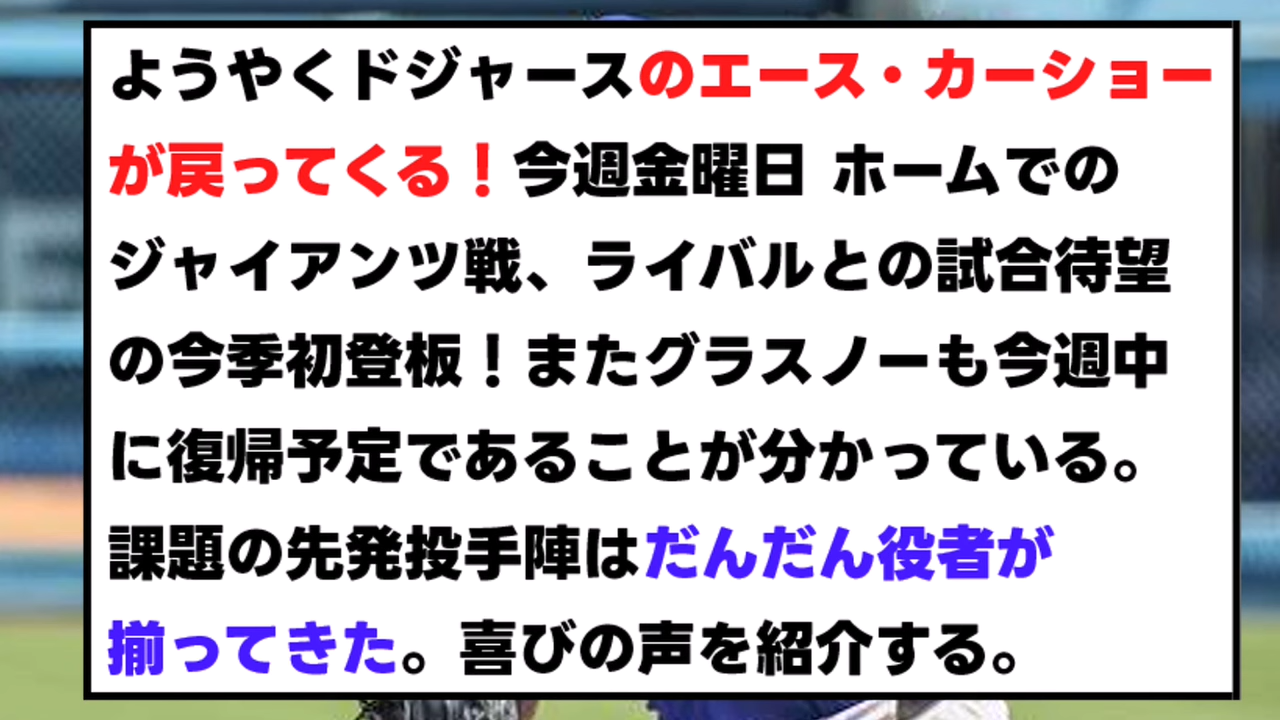 ようやくドジャースのエース・カーショー
が戻ってくる！今週金曜日 ホームでの
ジャイアンツ戦、ライバルとの試合待望
の今季初登板！またグラスノーも今週中
に復帰予定であることが分かっている。
課題の先発投手陣はだんだん役者が
揃ってきた。喜びの声を紹介する。